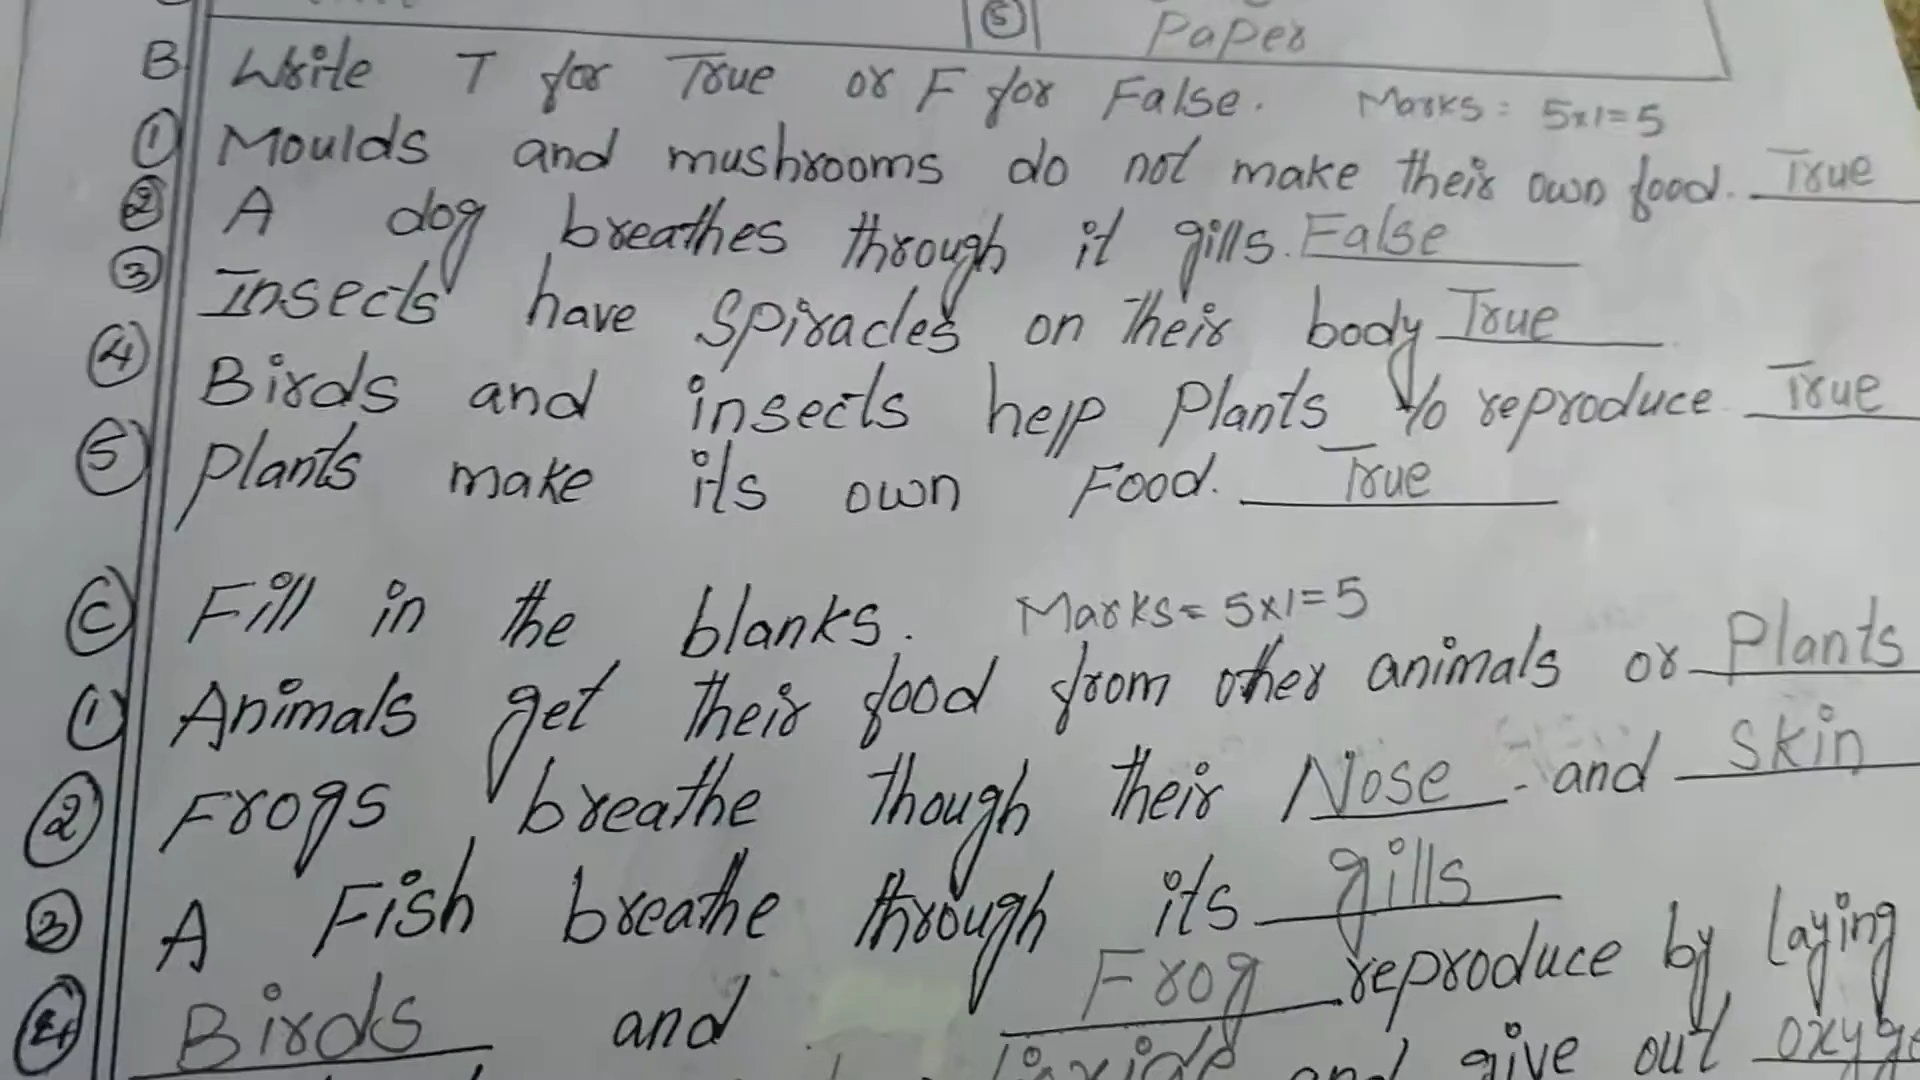 5
Paper
B Write T for True or F for False. Marks: 5x1=5
1 Moulds and mushrooms do not make their own food. True
2 A dog breathes through it gills. False
3 Insects have Spiracles on their body True
4 Birds and insects help Plants to reproduce True
5 Plants make its own Food. True
C Fill in the blanks. Marks = 5x1=5
1 Animals get their food from other animals or Plants
2 Frogs breathe though their Nose and Skin
3 A Fish breathe through its gills
4 Birds and Frog reproduce by laying
and give out